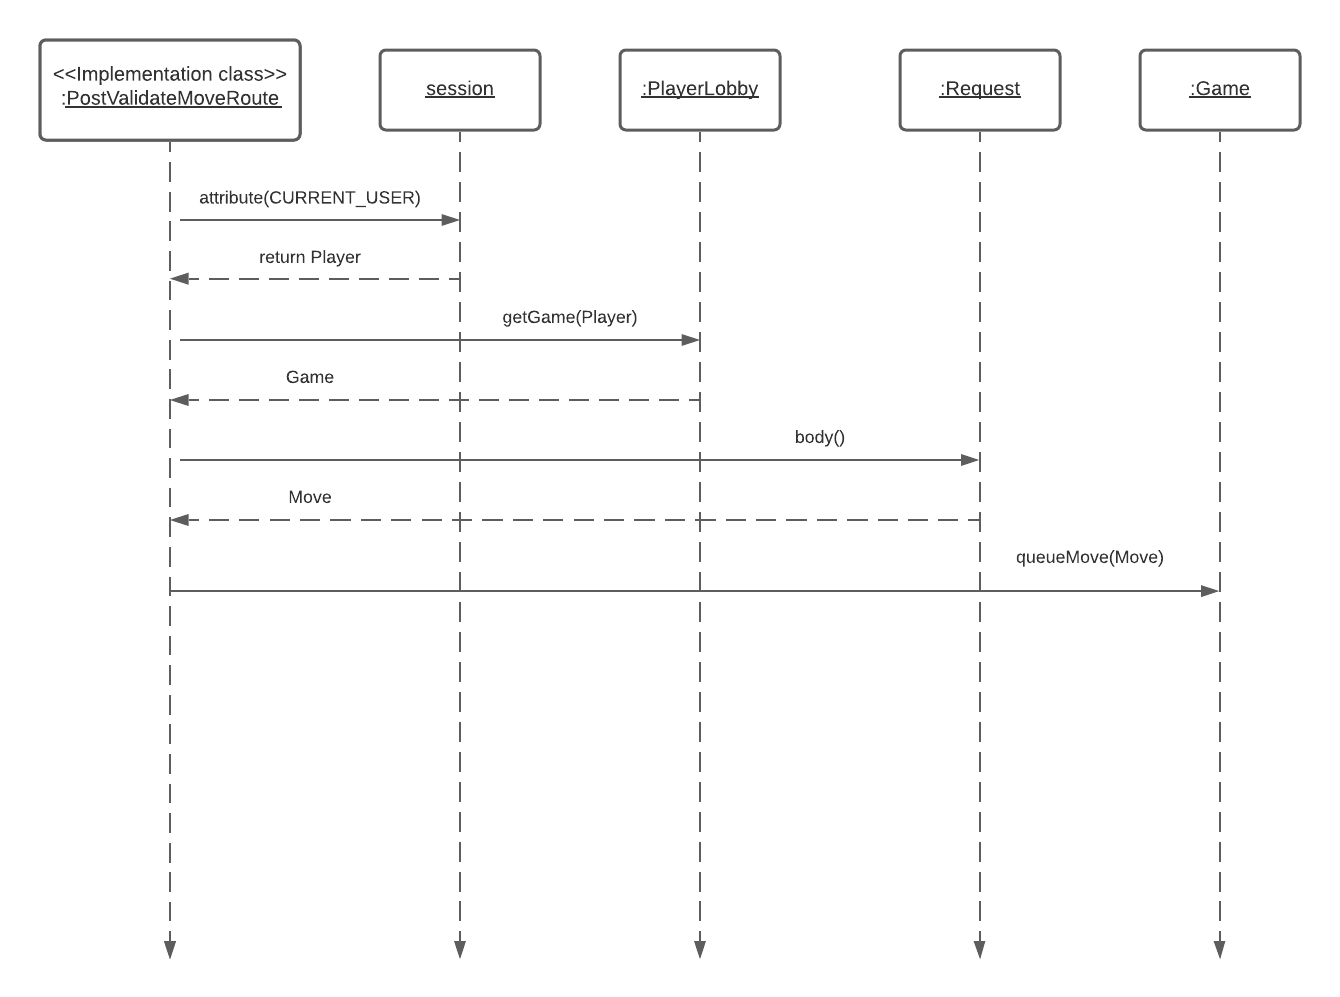 <<Implementation class>>
:PostValidateMoveRoute
session
:PlayerLobby
:Request
:Game
attribute(CURRENT_USER)
return Player
getGame(Player)
Game
body()
Move
queueMove(Move)